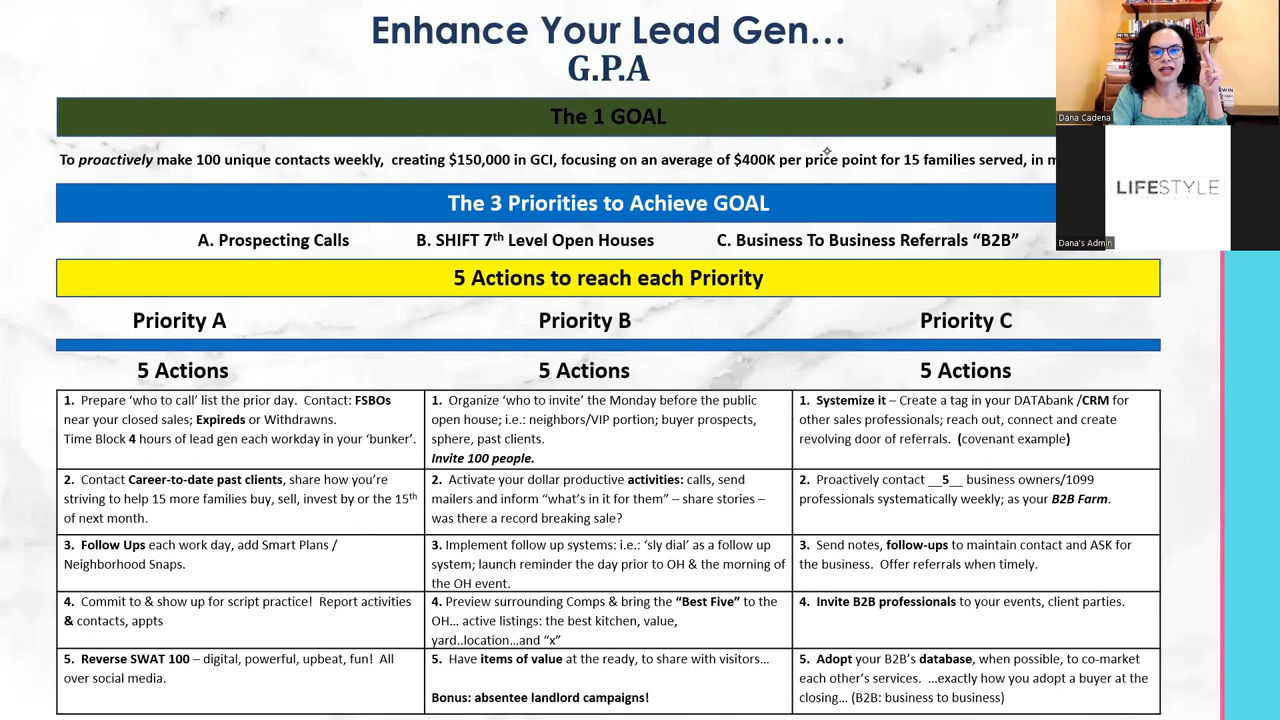 Enhance Your Lead Gen…
G.P.A
The 1 GOAL
To proactively make 100 unique contacts weekly, creating $150,000 in GCI, focusing on an average of $400K per price point for 15 families served, in
The 3 Priorities to Achieve GOAL
A. Prospecting Calls B. SHIFT 7th Level Open Houses C. Business To Business Referrals “B2B”
5 Actions to reach each Priority
Priority A Priority B Priority C
5 Actions 5 Actions 5 Actions
1. Prepare ‘who to call’ list the prior day. Contact: FSBOs
near your closed sales; Expireds or Withdrawns.
Time Block 4 hours of lead gen each workday in your ‘bunker’.
1. Organize ‘who to invite’ the Monday before the public
open house; i.e.: neighbors/VIP portion; buyer prospects,
sphere, past clients.
Invite 100 people.
1. Systemize it – Create a tag in your DATAbank /CRM for
other sales professionals; reach out, connect and create
revolving door of referrals. (covenant example)
2. Contact Career-to-date past clients, share how you’re
striving to help 15 more families buy, sell, invest by or the 15th
of next month.
2. Activate your dollar productive activities: calls, send
mailers and inform “what’s in it for them” – share stories –
was there a record breaking sale?
2. Proactively contact __5__ business owners/1099
professionals systematically weekly; as your B2B Farm.
3. Follow Ups each work day, add Smart Plans /
Neighborhood Snaps.
3. Implement follow up systems: i.e.: ‘sly dial’ as a follow up
system; launch reminder the day prior to OH & the morning of
the OH event.
3. Send notes, follow-ups to maintain contact and ASK for
the business. Offer referrals when timely.
4. Commit to & show up for script practice! Report activities
& contacts, appts
4. Preview surrounding Comps & bring the “Best Five” to the
OH… active listings: the best kitchen, value,
yard..location…and “x”
4. Invite B2B professionals to your events, client parties.
5. Reverse SWAT 100 – digital, powerful, upbeat, fun! All
over social media.
5. Have items of value at the ready, to share with visitors…
Bonus: absentee landlord campaigns!
5. Adopt your B2B’s database, when possible, to co-market
each other’s services. …exactly how you adopt a buyer at the
closing… (B2B: business to business)
Dana Cadena
LIFESTYLE
Dana's Admin